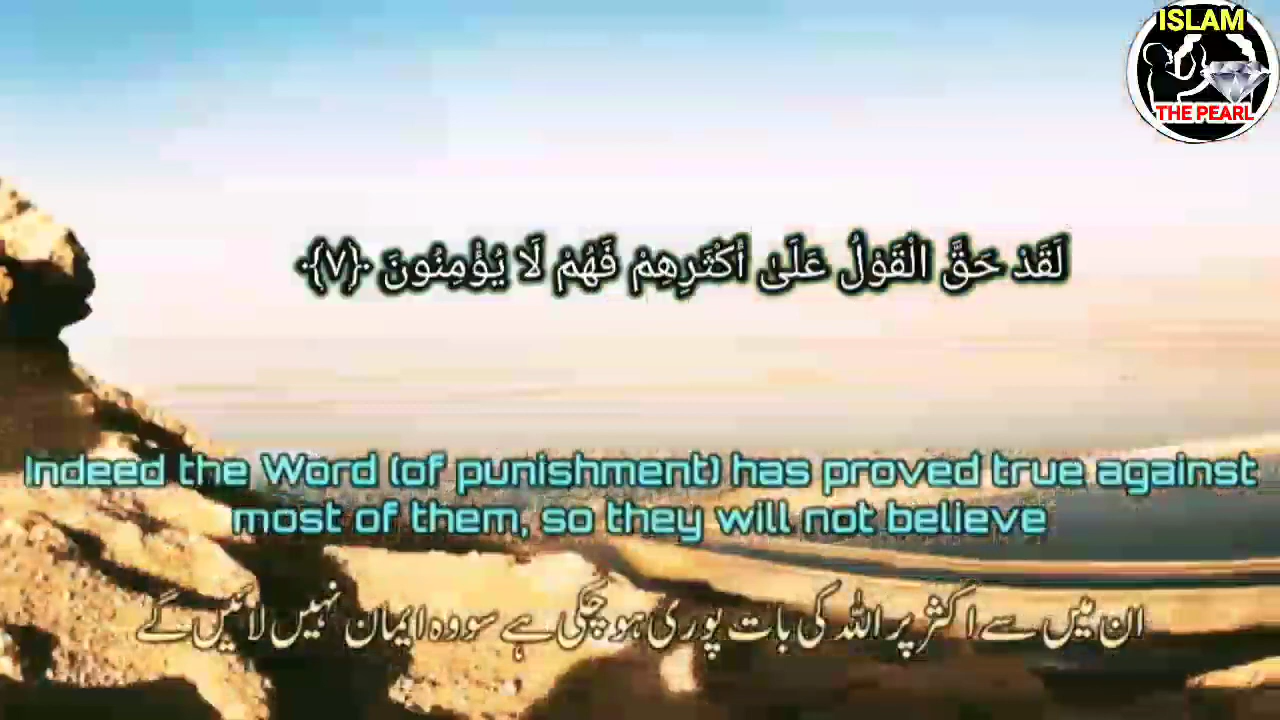 ISLAM
THE PEARL
لَقَدْ حَقَّ الْقَوْلُ عَلَىٰ أَكْثَرِهِمْ فَهُمْ لَا يُؤْمِنُونَ ﴿٧﴾
Indeed the Word (of punishment) has proved true against
most of them, so they will not believe
ان میں سے اکثر پر اللہ کی بات پوری ہو چکی ہے سو وہ ایمان نہیں لائیں گے